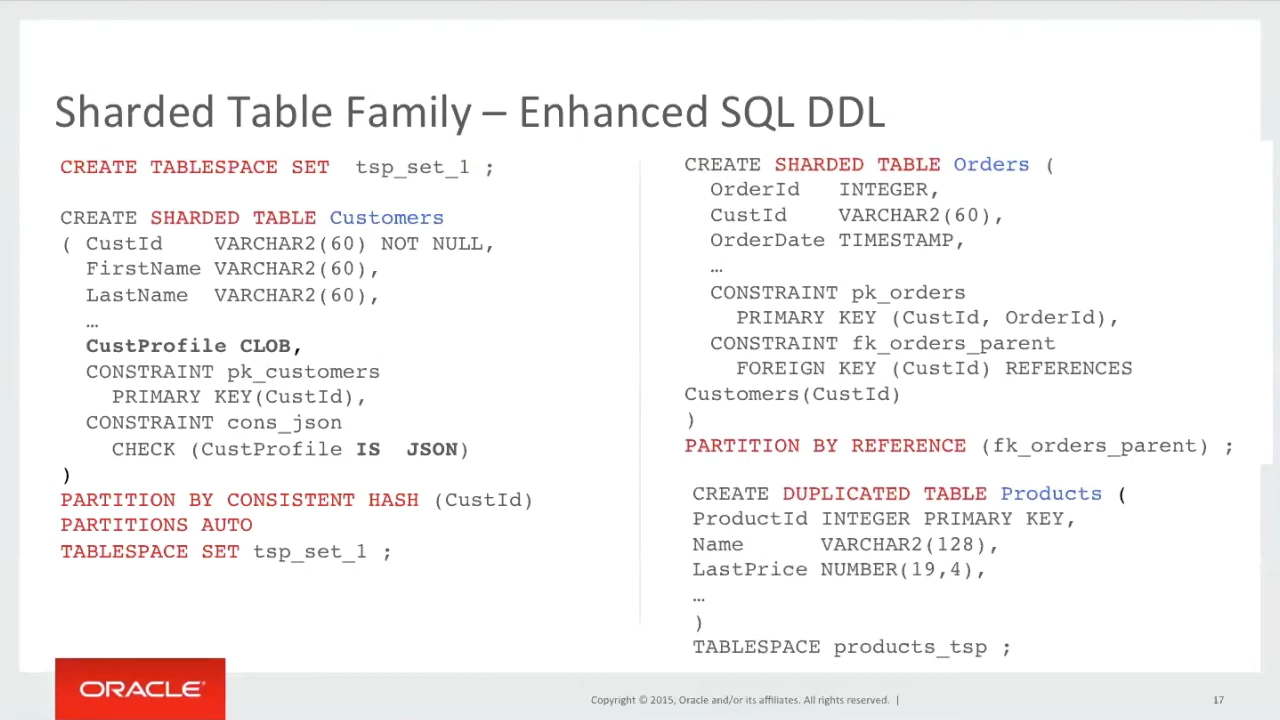 Sharded Table Family – Enhanced SQL DDL
CREATE TABLESPACE SET tsp_set_1 ;
CREATE SHARDED TABLE Customers
( CustId VARCHAR2(60) NOT NULL,
FirstName VARCHAR2(60),
LastName VARCHAR2(60),
…
CustProfile CLOB,
CONSTRAINT pk_customers
PRIMARY KEY(CustId),
CONSTRAINT cons_json
CHECK (CustProfile IS JSON)
)
PARTITION BY CONSISTENT HASH (CustId)
PARTITIONS AUTO
TABLESPACE SET tsp_set_1 ;
CREATE SHARDED TABLE Orders (
OrderId INTEGER,
CustId VARCHAR2(60),
OrderDate TIMESTAMP,
…
CONSTRAINT pk_orders
PRIMARY KEY (CustId, OrderId),
CONSTRAINT fk_orders_parent
FOREIGN KEY (CustId) REFERENCES
Customers(CustId)
)
PARTITION BY REFERENCE (fk_orders_parent) ;
CREATE DUPLICATED TABLE Products (
ProductId INTEGER PRIMARY KEY,
Name VARCHAR2(128),
LastPrice NUMBER(19,4),
…
)
TABLESPACE products_tsp ;
ORACLE®
Copyright © 2015, Oracle and/or its affiliates. All rights reserved. |
17